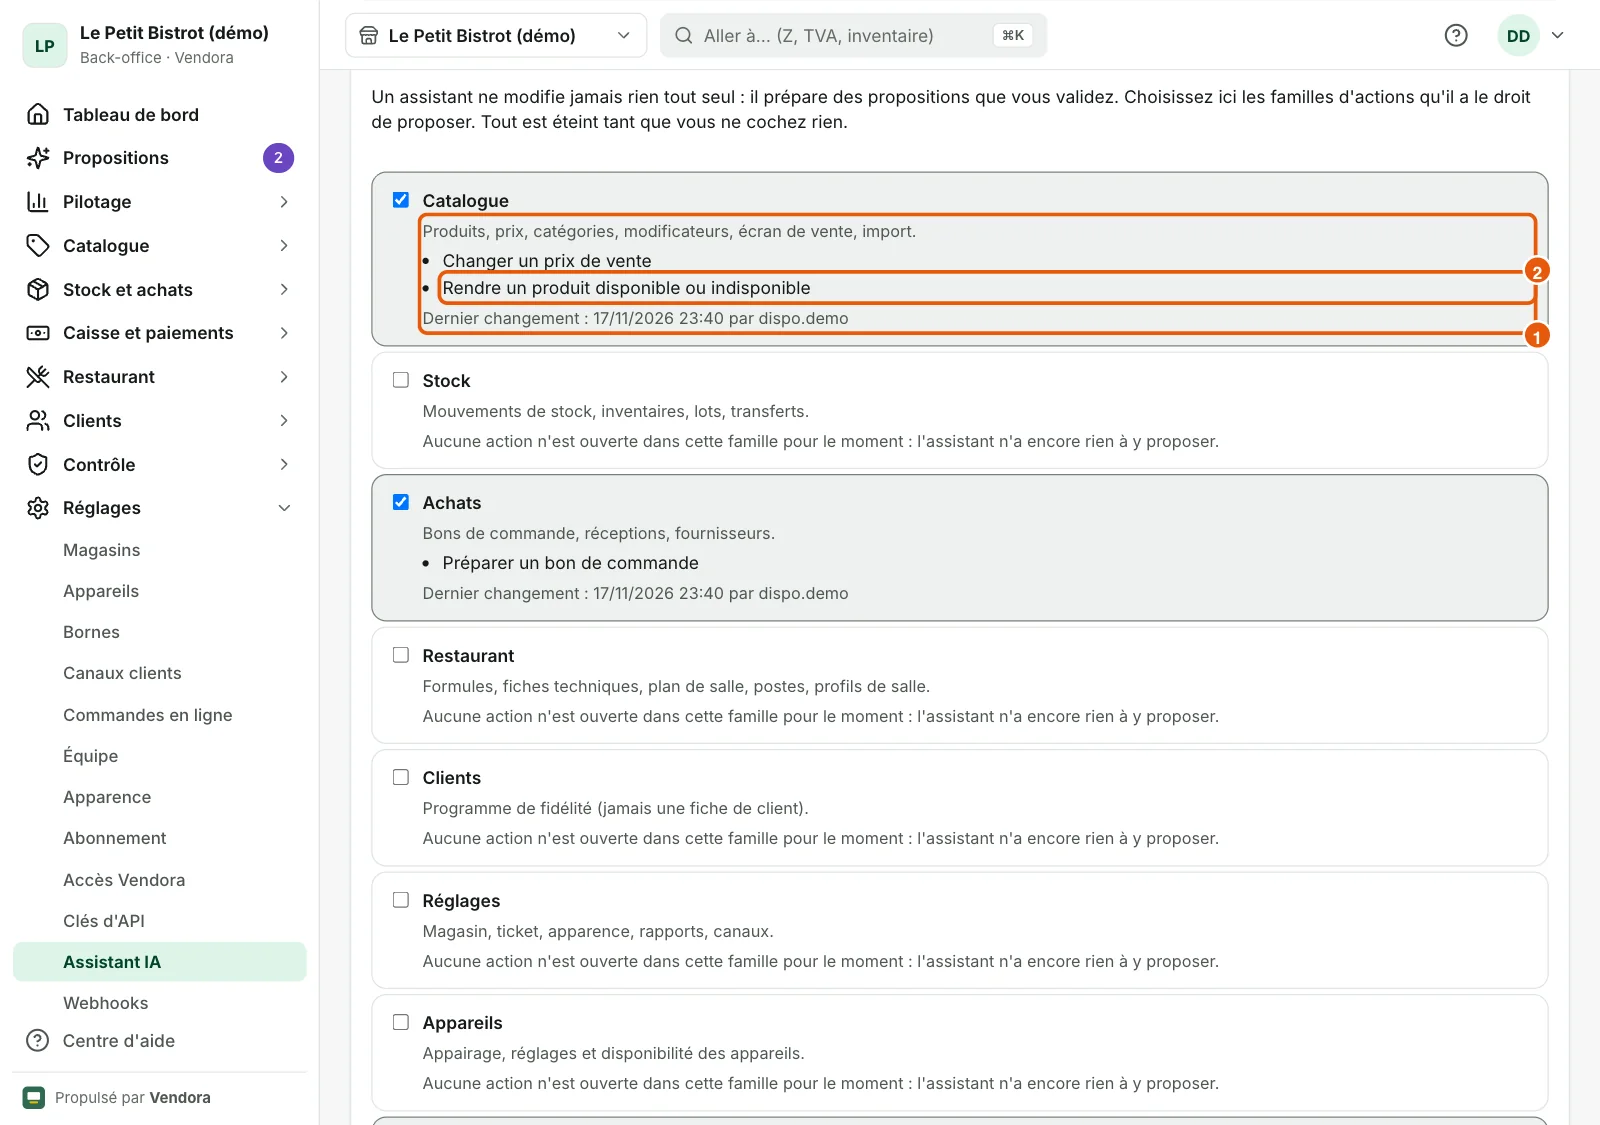 LP
Le Petit Bistrot (démo)
Back-office · Vendora
Le Petit Bistrot (démo)
Aller à... (Z, TVA, inventaire)
⌘K
DD
Tableau de bord
Propositions
2
Pilotage
Catalogue
Stock et achats
Caisse et paiements
Restaurant
Clients
Contrôle
Réglages
Magasins
Appareils
Bornes
Canaux clients
Commandes en ligne
Équipe
Apparence
Abonnement
Accès Vendora
Clés d'API
Assistant IA
Webhooks
Centre d'aide
Propulsé par Vendora
Un assistant ne modifie jamais rien tout seul : il prépare des propositions que vous validez. Choisissez ici les familles d'actions qu'il a le droit
de proposer. Tout est éteint tant que vous ne cochez rien.
Catalogue
Produits, prix, catégories, modificateurs, écran de vente, import.
• Changer un prix de vente
2
• Rendre un produit disponible ou indisponible
Dernier changement : 17/11/2026 23:40 par dispo.demo
1
Stock
Mouvements de stock, inventaires, lots, transferts.
Aucune action n'est ouverte dans cette famille pour le moment : l'assistant n'a encore rien à y proposer.
Achats
Bons de commande, réceptions, fournisseurs.
• Préparer un bon de commande
Dernier changement : 17/11/2026 23:40 par dispo.demo
Restaurant
Formules, fiches techniques, plan de salle, postes, profils de salle.
Aucune action n'est ouverte dans cette famille pour le moment : l'assistant n'a encore rien à y proposer.
Clients
Programme de fidélité (jamais une fiche de client).
Aucune action n'est ouverte dans cette famille pour le moment : l'assistant n'a encore rien à y proposer.
Réglages
Magasin, ticket, apparence, rapports, canaux.
Aucune action n'est ouverte dans cette famille pour le moment : l'assistant n'a encore rien à y proposer.
Appareils
Appairage, réglages et disponibilité des appareils.
Aucune action n'est ouverte dans cette famille pour le moment : l'assistant n'a encore rien à y proposer.